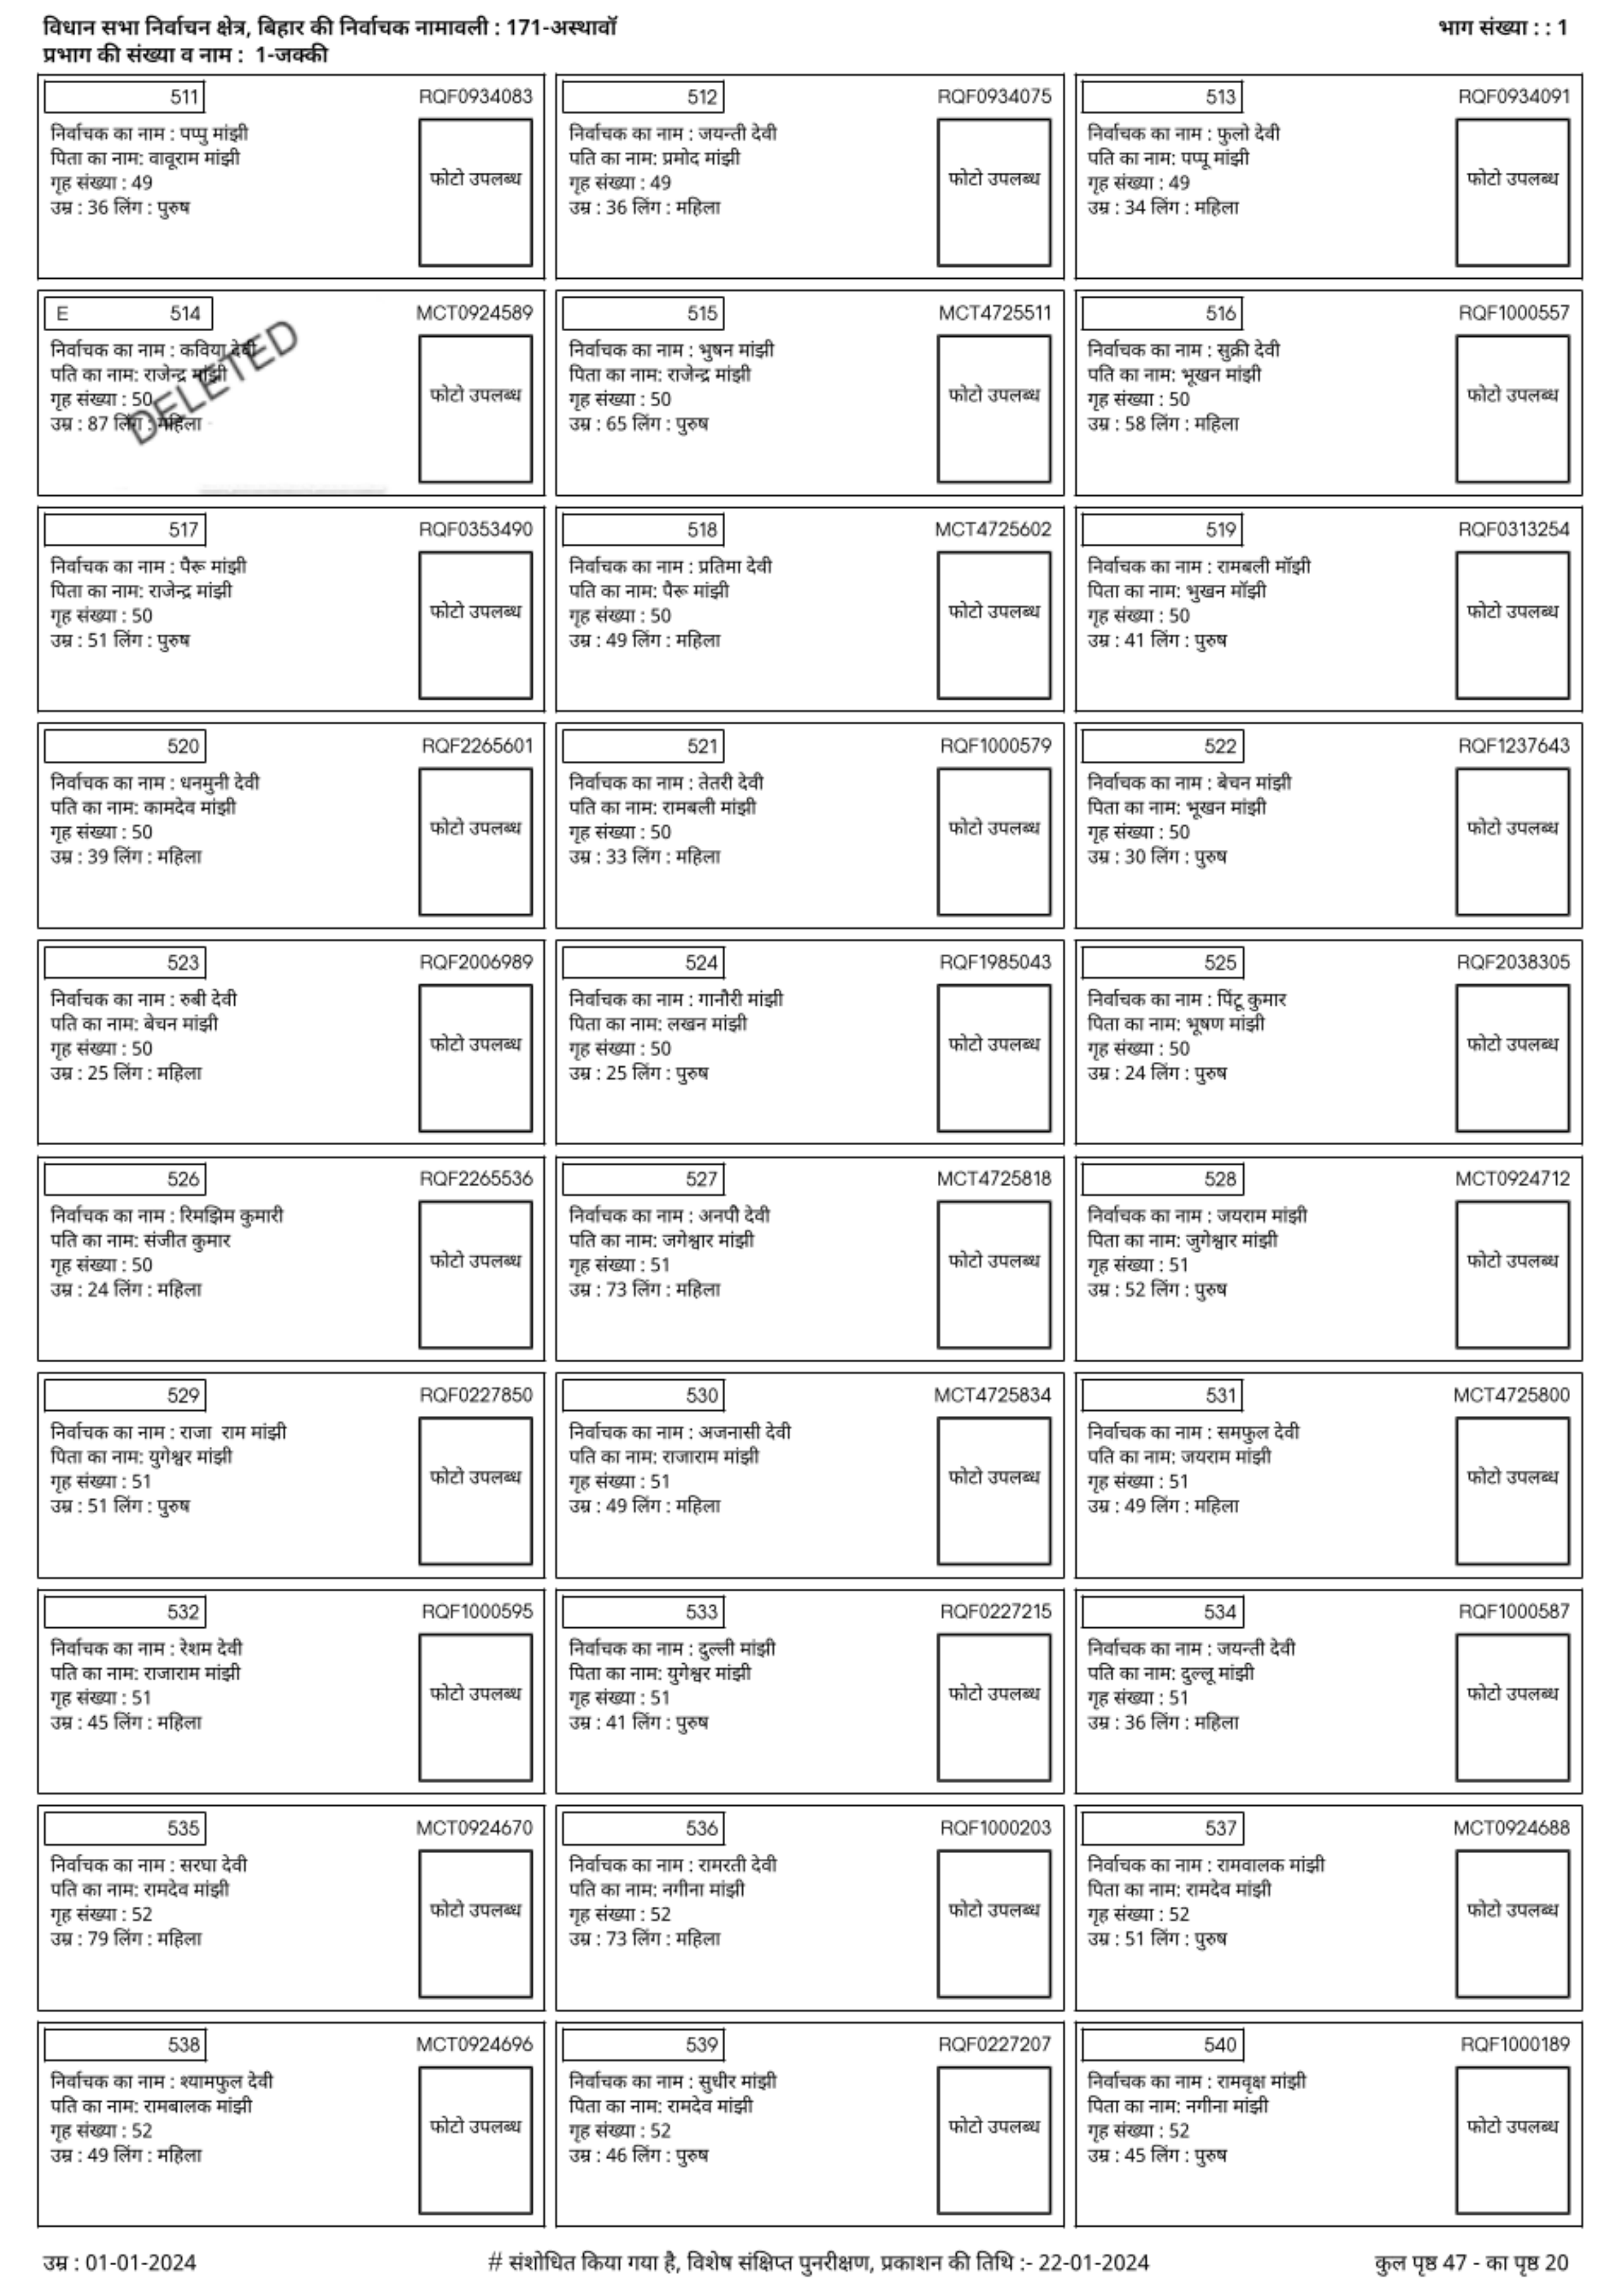 विधान सभा निर्वाचन क्षेत्र, बिहार की निर्वाचक नामावली : 171-अस्थावॉ
भाग संख्या : : 1
प्रभाग की संख्या व नाम : 1-जक्की
511 RQF0934083
निर्वाचक का नाम : पप्पु मांझी
पिता का नाम: वावूराम मांझी
गृह संख्या : 49
उम्र : 36 लिंग : पुरुष
फोटो उपलब्ध
512 RQF0934075
निर्वाचक का नाम : जयन्ती देवी
पति का नाम: प्रमोद मांझी
गृह संख्या : 49
उम्र : 36 लिंग : महिला
फोटो उपलब्ध
513 RQF0934091
निर्वाचक का नाम : फुलो देवी
पति का नाम: पप्पू मांझी
गृह संख्या : 49
उम्र : 34 लिंग : महिला
फोटो उपलब्ध
E 514 MCT0924589
निर्वाचक का नाम : कविया देवी
पति का नाम: राजेन्द्र मांझी
गृह संख्या : 50
उम्र : 87 लिंग : महिला
DELETED
फोटो उपलब्ध
515 MCT4725511
निर्वाचक का नाम : भुषन मांझी
पिता का नाम: राजेन्द्र मांझी
गृह संख्या : 50
उम्र : 65 लिंग : पुरुष
फोटो उपलब्ध
516 RQF1000557
निर्वाचक का नाम : सुक्री देवी
पति का नाम: भूखन मांझी
गृह संख्या : 50
उम्र : 58 लिंग : महिला
फोटो उपलब्ध
517 RQF0353490
निर्वाचक का नाम : पैरू मांझी
पिता का नाम: राजेन्द्र मांझी
गृह संख्या : 50
उम्र : 51 लिंग : पुरुष
फोटो उपलब्ध
518 MCT4725602
निर्वाचक का नाम : प्रतिमा देवी
पति का नाम: पैरू मांझी
गृह संख्या : 50
उम्र : 49 लिंग : महिला
फोटो उपलब्ध
519 RQF0313254
निर्वाचक का नाम : रामबली मॉझी
पिता का नाम: भुखन मॉझी
गृह संख्या : 50
उम्र : 41 लिंग : पुरुष
फोटो उपलब्ध
520 RQF2265601
निर्वाचक का नाम : धनमुनी देवी
पति का नाम: कामदेव मांझी
गृह संख्या : 50
उम्र : 39 लिंग : महिला
फोटो उपलब्ध
521 RQF1000579
निर्वाचक का नाम : तेतरी देवी
पति का नाम: रामबली मांझी
गृह संख्या : 50
उम्र : 33 लिंग : महिला
फोटो उपलब्ध
522 RQF1237643
निर्वाचक का नाम : बेचन मांझी
पिता का नाम: भूखन मांझी
गृह संख्या : 50
उम्र : 30 लिंग : पुरुष
फोटो उपलब्ध
523 RQF2006989
निर्वाचक का नाम : रुबी देवी
पति का नाम: बेचन मांझी
गृह संख्या : 50
उम्र : 25 लिंग : महिला
फोटो उपलब्ध
524 RQF1985043
निर्वाचक का नाम : गानौरी मांझी
पिता का नाम: लखन मांझी
गृह संख्या : 50
उम्र : 25 लिंग : पुरुष
फोटो उपलब्ध
525 RQF2038305
निर्वाचक का नाम : पिंटू कुमार
पिता का नाम: भूषण मांझी
गृह संख्या : 50
उम्र : 24 लिंग : पुरुष
फोटो उपलब्ध
526 RQF2265536
निर्वाचक का नाम : रिमझिम कुमारी
पति का नाम: संजीत कुमार
गृह संख्या : 50
उम्र : 24 लिंग : महिला
फोटो उपलब्ध
527 MCT4725818
निर्वाचक का नाम : अनपी देवी
पति का नाम: जगेश्वार मांझी
गृह संख्या : 51
उम्र : 73 लिंग : महिला
फोटो उपलब्ध
528 MCT0924712
निर्वाचक का नाम : जयराम मांझी
पिता का नाम: जुगेश्वार मांझी
गृह संख्या : 51
उम्र : 52 लिंग : पुरुष
फोटो उपलब्ध
529 RQF0227850
निर्वाचक का नाम : राजा राम मांझी
पिता का नाम: युगेश्वर मांझी
गृह संख्या : 51
उम्र : 51 लिंग : पुरुष
फोटो उपलब्ध
530 MCT4725834
निर्वाचक का नाम : अजनासी देवी
पति का नाम: राजाराम मांझी
गृह संख्या : 51
उम्र : 49 लिंग : महिला
फोटो उपलब्ध
531 MCT4725800
निर्वाचक का नाम : समफुल देवी
पति का नाम: जयराम मांझी
गृह संख्या : 51
उम्र : 49 लिंग : महिला
फोटो उपलब्ध
532 RQF1000595
निर्वाचक का नाम : रेशम देवी
पति का नाम: राजाराम मांझी
गृह संख्या : 51
उम्र : 45 लिंग : महिला
फोटो उपलब्ध
533 RQF0227215
निर्वाचक का नाम : दुल्ली मांझी
पिता का नाम: युगेश्वर मांझी
गृह संख्या : 51
उम्र : 41 लिंग : पुरुष
फोटो उपलब्ध
534 RQF1000587
निर्वाचक का नाम : जयन्ती देवी
पति का नाम: दुल्लू मांझी
गृह संख्या : 51
उम्र : 36 लिंग : महिला
फोटो उपलब्ध
535 MCT0924670
निर्वाचक का नाम : सरघा देवी
पति का नाम: रामदेव मांझी
गृह संख्या : 52
उम्र : 79 लिंग : महिला
फोटो उपलब्ध
536 RQF1000203
निर्वाचक का नाम : रामरती देवी
पति का नाम: नगीना मांझी
गृह संख्या : 52
उम्र : 73 लिंग : महिला
फोटो उपलब्ध
537 MCT0924688
निर्वाचक का नाम : रामवालक मांझी
पिता का नाम: रामदेव मांझी
गृह संख्या : 52
उम्र : 51 लिंग : पुरुष
फोटो उपलब्ध
538 MCT0924696
निर्वाचक का नाम : श्यामफुल देवी
पति का नाम: रामबालक मांझी
गृह संख्या : 52
उम्र : 49 लिंग : महिला
फोटो उपलब्ध
539 RQF0227207
निर्वाचक का नाम : सुधीर मांझी
पिता का नाम: रामदेव मांझी
गृह संख्या : 52
उम्र : 46 लिंग : पुरुष
फोटो उपलब्ध
540 RQF1000189
निर्वाचक का नाम : रामवृक्ष मांझी
पिता का नाम: नगीना मांझी
गृह संख्या : 52
उम्र : 45 लिंग : पुरुष
फोटो उपलब्ध
उम्र : 01-01-2024
# संशोधित किया गया है, विशेष संक्षिप्त पुनरीक्षण, प्रकाशन की तिथि :- 22-01-2024
कुल पृष्ठ 47 - का पृष्ठ 20